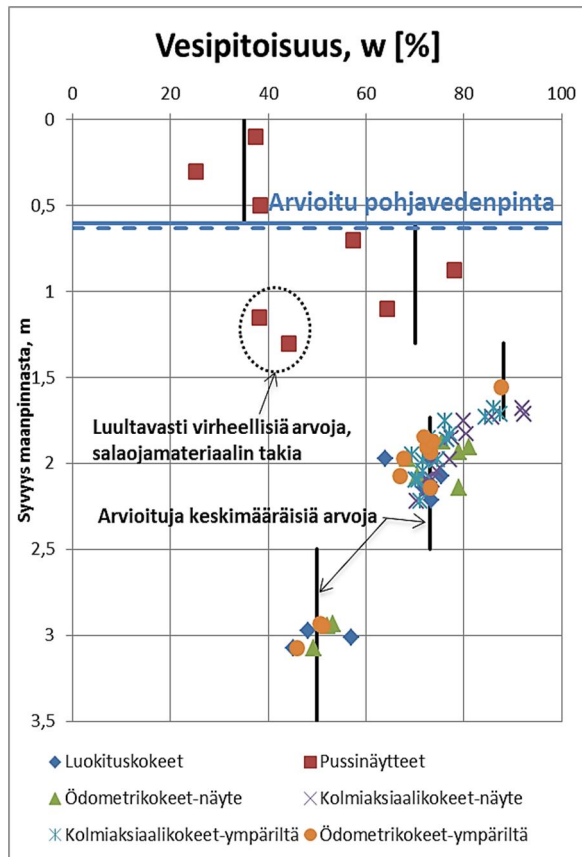 Vesipitoisuus, w [%]
0 20 40 60 80 100
0
0,5
1
1,5
2
2,5
3
3,5
Syvyys maanpinnasta, m
Arvioitu pohjavedenpinta
Luultavasti virheellisiä arvoja,
salaojamateriaalin takia
Arvioituja keskimääräisiä arvoja
Luokituskokeet Pussinäytteet
Ödometrikokeet-näyte Kolmiaksiaalikokeet-näyte
Kolmiaksiaalikokeet-ympäriltä Ödometrikokeet-ympäriltä